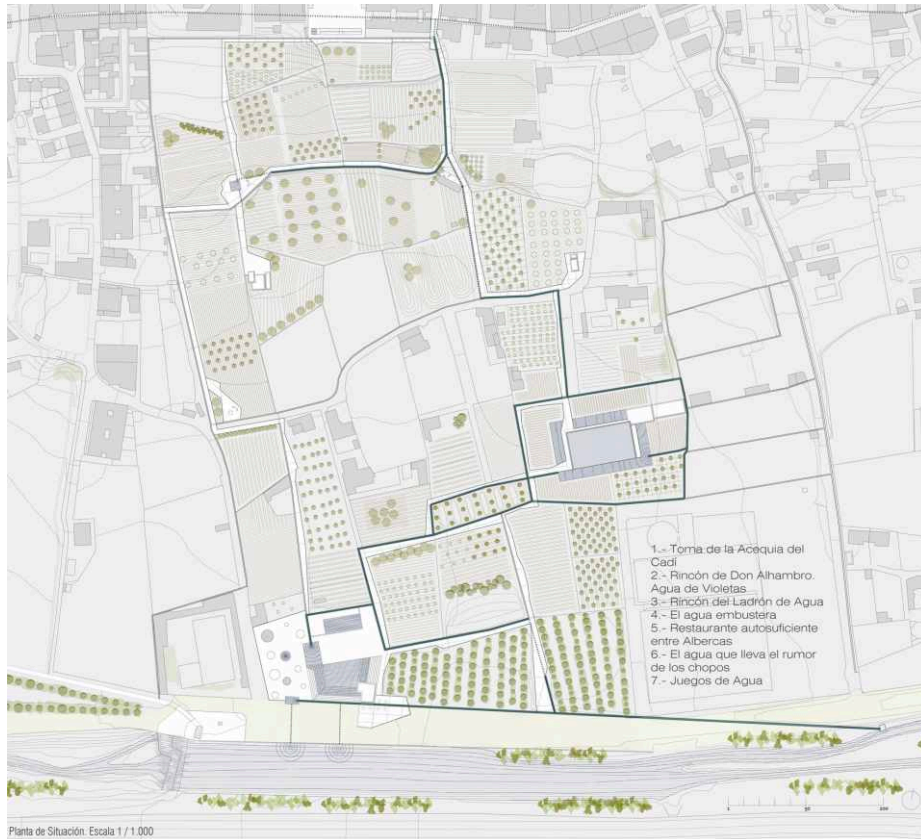 1.- Toma de la Acequia del
Cadí
2.- Rincón de Don Alhambro.
Agua de Violetas
3.- Rincón del Ladrón de Agua
4.- El agua embustera
5.- Restaurante autosuficiente
entre Albercas
6.- El agua que lleva el rumor
de los chopos
7.- Juegos de Agua
Planta de Situación. Escala 1 / 1.000